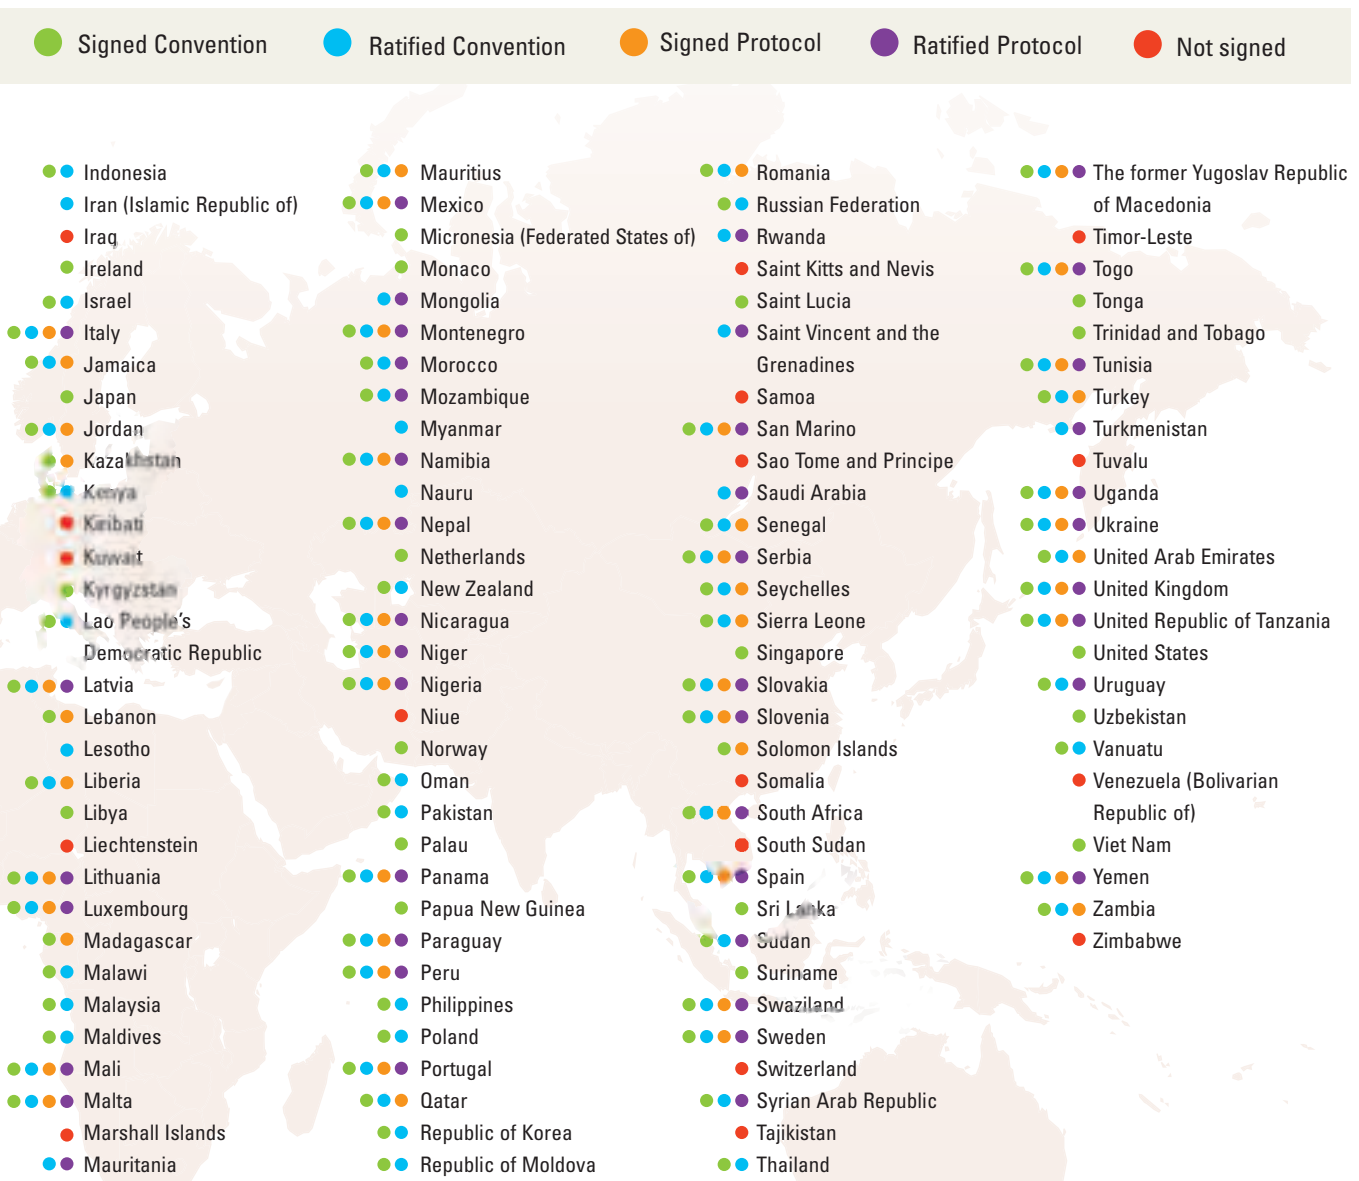 Signed Convention
Ratified Convention
Signed Protocol
Ratified Protocol
Not signed
Indonesia
Iran (Islamic Republic of)
Iraq
Ireland
Israel
Italy
Jamaica
Japan
Jordan
Kazakhstan
Kenya
Kiribati
Kuwait
Kyrgyzstan
Lao People's
Democratic Republic
Latvia
Lebanon
Lesotho
Liberia
Libya
Liechtenstein
Lithuania
Luxembourg
Madagascar
Malawi
Malaysia
Maldives
Mali
Malta
Marshall Islands
Mauritania
Mauritius
Mexico
Micronesia (Federated States of)
Monaco
Mongolia
Montenegro
Morocco
Mozambique
Myanmar
Namibia
Nauru
Nepal
Netherlands
New Zealand
Nicaragua
Niger
Nigeria
Niue
Norway
Oman
Pakistan
Palau
Panama
Papua New Guinea
Paraguay
Peru
Philippines
Poland
Portugal
Qatar
Republic of Korea
Republic of Moldova
Romania
Russian Federation
Rwanda
Saint Kitts and Nevis
Saint Lucia
Saint Vincent and the
Grenadines
Samoa
San Marino
Sao Tome and Principe
Saudi Arabia
Senegal
Serbia
Seychelles
Sierra Leone
Singapore
Slovakia
Slovenia
Solomon Islands
Somalia
South Africa
South Sudan
Spain
Sri Lanka
Sudan
Suriname
Swaziland
Sweden
Switzerland
Syrian Arab Republic
Tajikistan
Thailand
The former Yugoslav Republic
of Macedonia
Timor-Leste
Togo
Tonga
Trinidad and Tobago
Tunisia
Turkey
Turkmenistan
Tuvalu
Uganda
Ukraine
United Arab Emirates
United Kingdom
United Republic of Tanzania
United States
Uruguay
Uzbekistan
Vanuatu
Venezuela (Bolivarian
Republic of)
Viet Nam
Yemen
Zambia
Zimbabwe